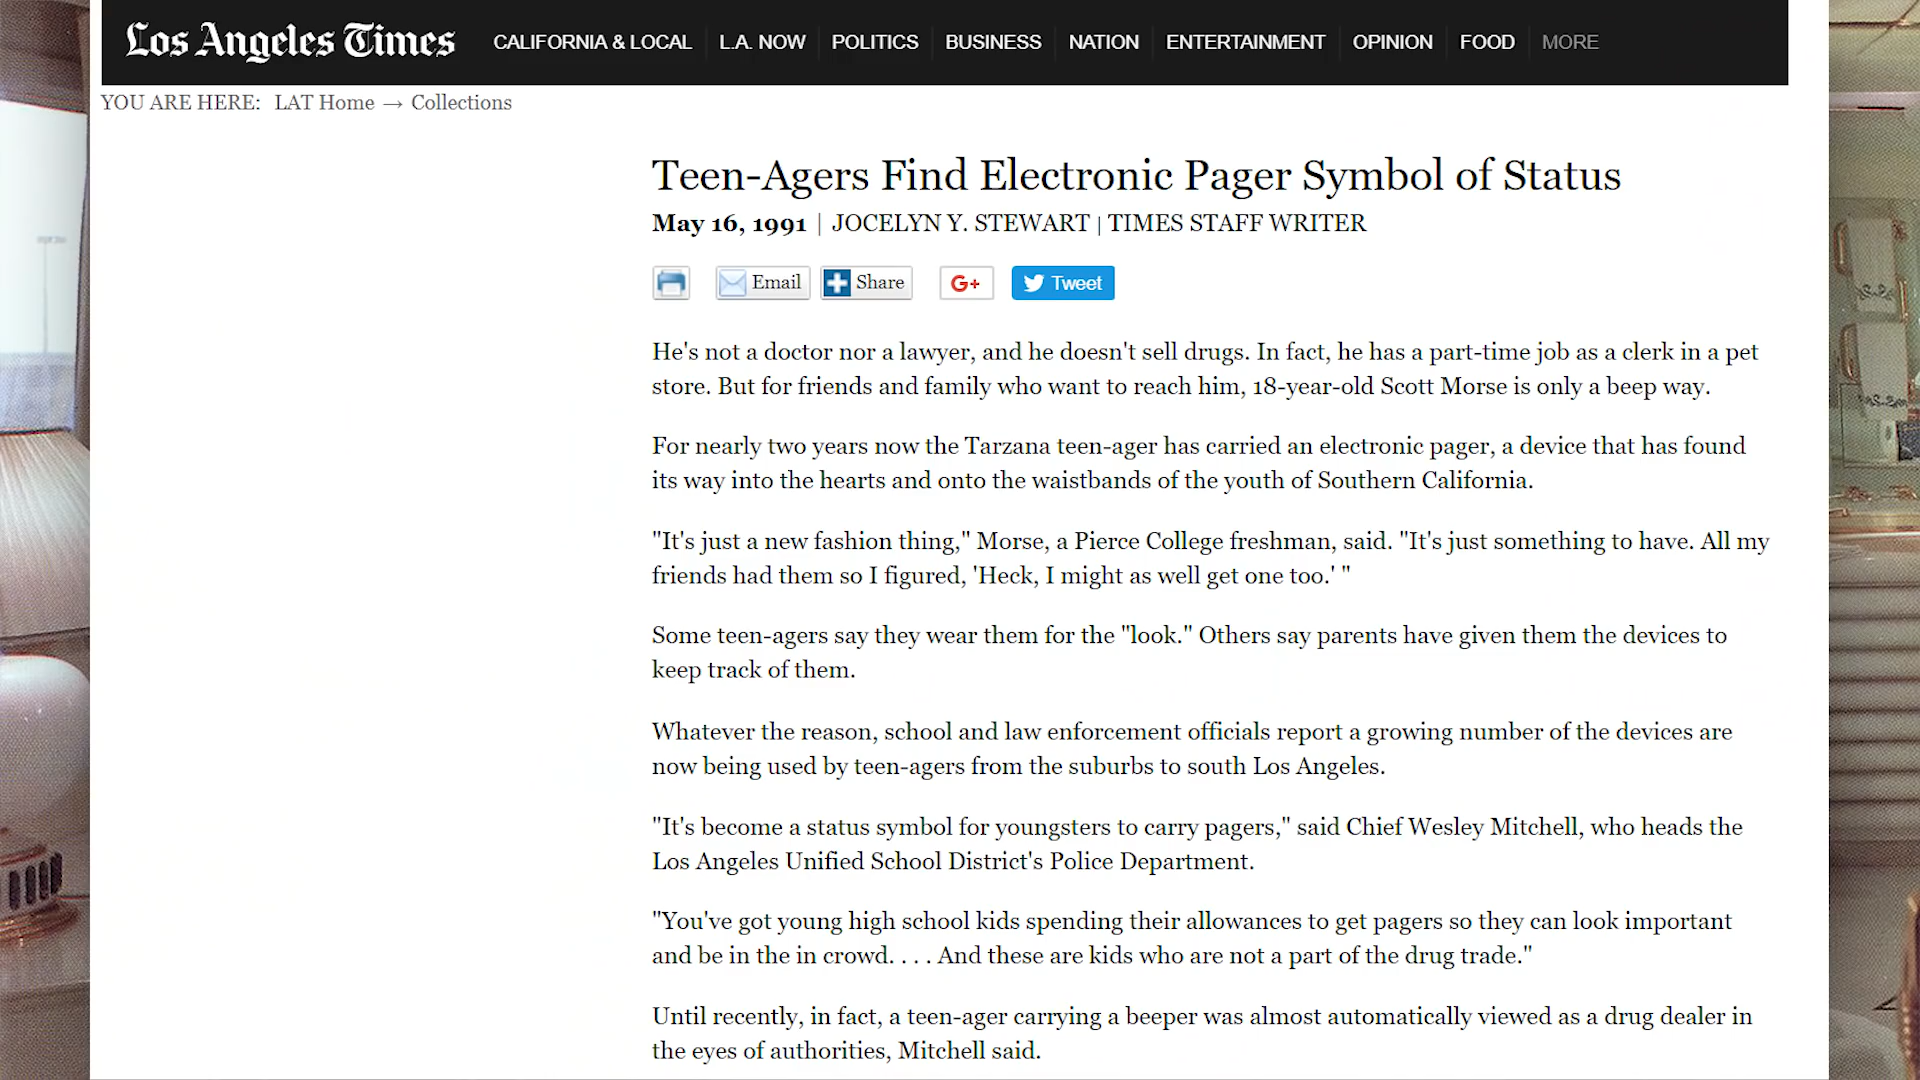 Los Angeles Times CALIFORNIA & LOCAL L.A. NOW POLITICS BUSINESS NATION ENTERTAINMENT OPINION FOOD MORE
YOU ARE HERE: LAT Home → Collections
Teen-Agers Find Electronic Pager Symbol of Status
May 16, 1991 | JOCELYN Y. STEWART | TIMES STAFF WRITER
Email Share G+ Tweet
He's not a doctor nor a lawyer, and he doesn't sell drugs. In fact, he has a part-time job as a clerk in a pet
store. But for friends and family who want to reach him, 18-year-old Scott Morse is only a beep way.
For nearly two years now the Tarzana teen-ager has carried an electronic pager, a device that has found
its way into the hearts and onto the waistbands of the youth of Southern California.
"It's just a new fashion thing," Morse, a Pierce College freshman, said. "It's just something to have. All my
friends had them so I figured, 'Heck, I might as well get one too.' "
Some teen-agers say they wear them for the "look." Others say parents have given them the devices to
keep track of them.
Whatever the reason, school and law enforcement officials report a growing number of the devices are
now being used by teen-agers from the suburbs to south Los Angeles.
"It's become a status symbol for youngsters to carry pagers," said Chief Wesley Mitchell, who heads the
Los Angeles Unified School District's Police Department.
"You've got young high school kids spending their allowances to get pagers so they can look important
and be in the in crowd. . . . And these are kids who are not a part of the drug trade."
Until recently, in fact, a teen-ager carrying a beeper was almost automatically viewed as a drug dealer in
the eyes of authorities, Mitchell said.